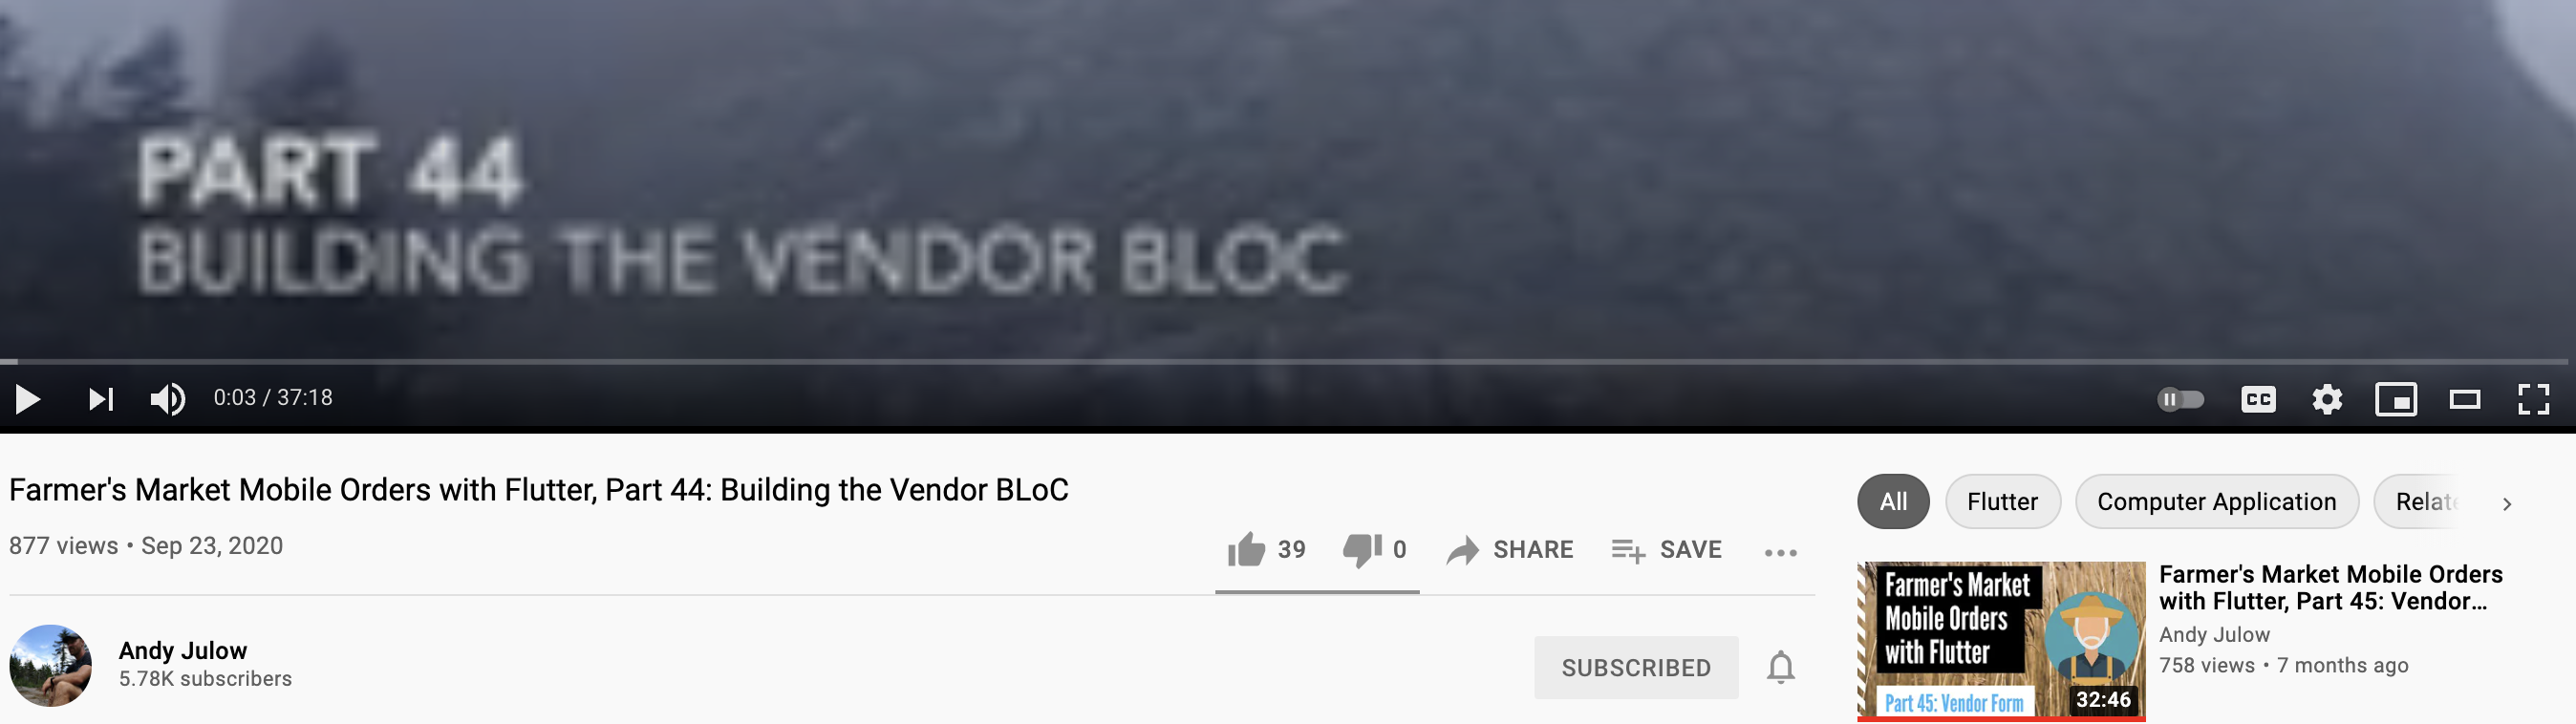 PART 44
BUILDING THE VENDOR BLOC
0:03 / 37:18
CC
Farmer's Market Mobile Orders with Flutter, Part 44: Building the Vendor BLoC
877 views • Sep 23, 2020
39
0
SHARE
SAVE
Andy Julow
5.78K subscribers
SUBSCRIBED
All
Flutter
Computer Application
Relate
Farmer's Market
Mobile Orders
with Flutter
Part 45: Vendor Form
32:46
Farmer's Market Mobile Orders
with Flutter, Part 45: Vendor...
Andy Julow
758 views • 7 months ago